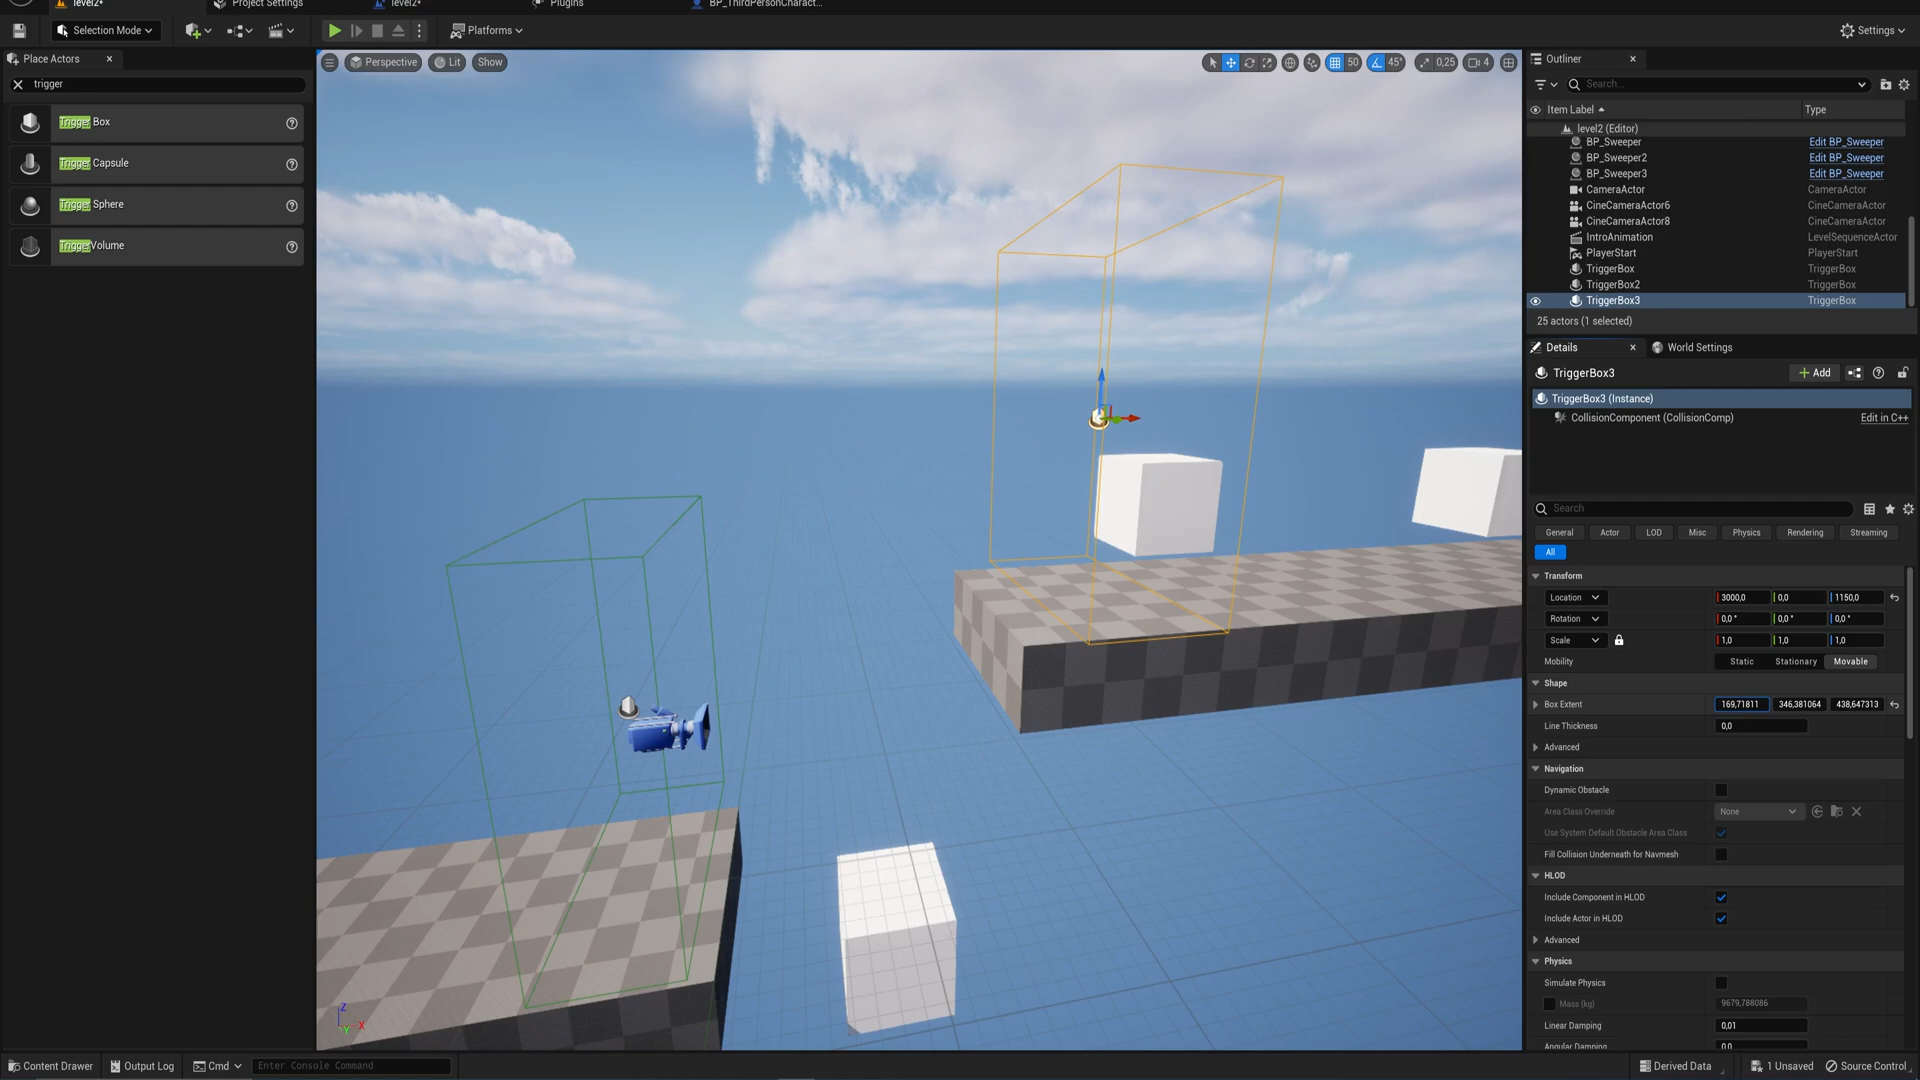 level2*
Project Settings
level2*
Plugins
BP_ThirdPersonCharact...
Selection Mode
Platforms
Settings
Place Actors
trigger
Trigger Box
Trigger Capsule
Trigger Sphere
TriggerVolume
Perspective
Lit
Show
50
45°
0,25
4
Outliner
Search...
Item Label
Type
level2 (Editor)
BP_Sweeper Edit BP_Sweeper
BP_Sweeper2 Edit BP_Sweeper
BP_Sweeper3 Edit BP_Sweeper
CameraActor CameraActor
CineCameraActor6 CineCameraActor
CineCameraActor8 CineCameraActor
IntroAnimation LevelSequenceActor
PlayerStart PlayerStart
TriggerBox TriggerBox
TriggerBox2 TriggerBox
TriggerBox3 TriggerBox
25 actors (1 selected)
Details
World Settings
TriggerBox3
Add
TriggerBox3 (Instance)
CollisionComponent (CollisionComp) Edit in C++
Search
General Actor LOD Misc Physics Rendering Streaming
All
Transform
Location 3000,0 0,0 1150,0
Rotation 0,0 ° 0,0 ° 0,0 °
Scale 1,0 1,0 1,0
Mobility Static Stationary Movable
Shape
Box Extent 169,71811 346,381064 438,647313
Line Thickness 0,0
Advanced
Navigation
Dynamic Obstacle
Area Class Override None
Use System Default Obstacle Area Class
Fill Collision Underneath for Navmesh
HLOD
Include Component in HLOD
Include Actor in HLOD
Advanced
Physics
Simulate Physics
Mass (kg) 9679,788086
Linear Damping 0,01
Angular Damping 0,0
Z
Y X
Content Drawer
Output Log
Cmd
Enter Console Command
Derived Data
1 Unsaved
Source Control